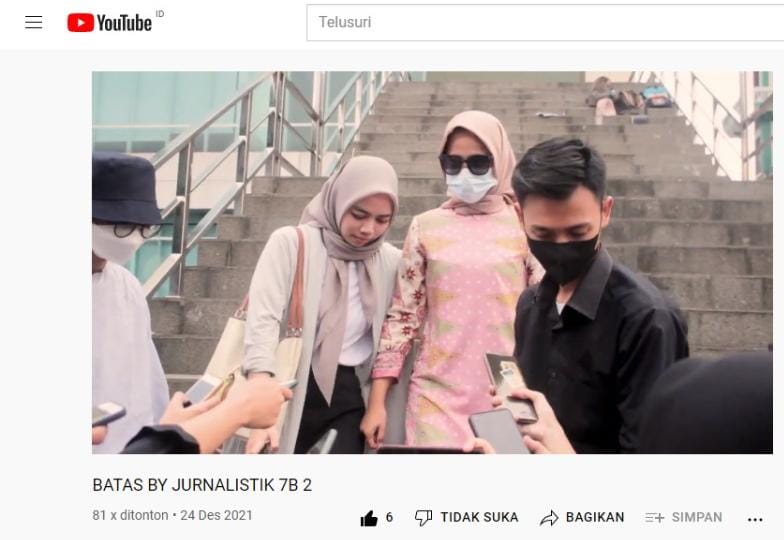 YouTube ID
Telusuri
BATAS BY JURNALISTIK 7B 2
81 x ditonton • 24 Des 2021
6 TIDAK SUKA BAGIKAN SIMPAN